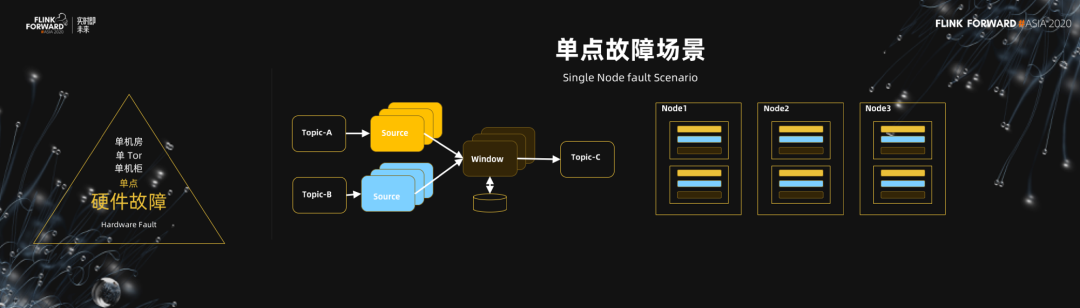 FLINK
FORWARD
#ASIA 2020
实时即
未来
FLINK FORWARD #ASIA 2020
单点故障场景
Single Node fault Scenario
单机房
单 Tor
单机柜
单点
硬件故障
Hardware Fault
Topic-A
Source
Topic-B
Source
Window
Topic-C
Node1
Node2
Node3